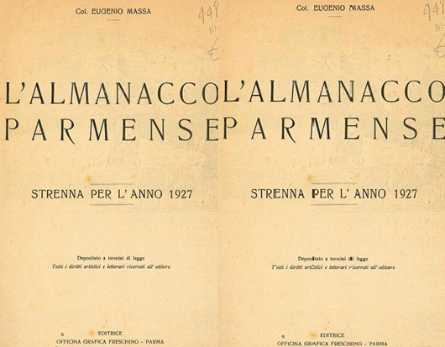 Col. EUGENIO MASSA
L'ALMANACCO
PARMENSE
STRENNA PER L'ANNO 1927
Depositato a termini di legge
Tutti i diritti artistici e letterari riservati all' editore
EDITRICE
OFFICINA GRAFICA FRESCHING - PARMA
Col. EUGENIO MASSA
L'ALMANACCO
PARMENSE
STRENNA PER L'ANNO 1927
Depositato a termini di legge
Tutti i diritti artistici e letterari riservati all' editore
EDITRICE
OFFICINA GRAFICA FRESCHING - PARMA